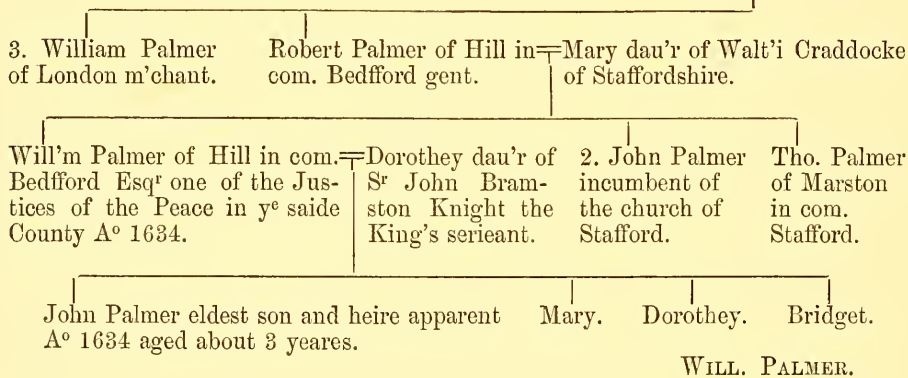 3. William Palmer
of London m'chant.
Robert Palmer of Hill in
com. Bedfford gent.
Mary dau'r of Walt'i Craddocke
of Staffordshire.
Will'm Palmer of Hill in com.
Bedfford Esqr one of the Jus-
tices of the Peace in ye saide
County Ao 1634.
Dorothey dau'r of
Sr John Bram-
ston Knight the
King's serieant.
2. John Palmer
incumbent of
the church of
Stafford.
Tho. Palmer
of Marston
in com.
Stafford.
John Palmer eldest son and heire apparent
Ao 1634 aged about 3 yeares.
Mary.
Dorothey.
Bridget.
WILL. PALMER.